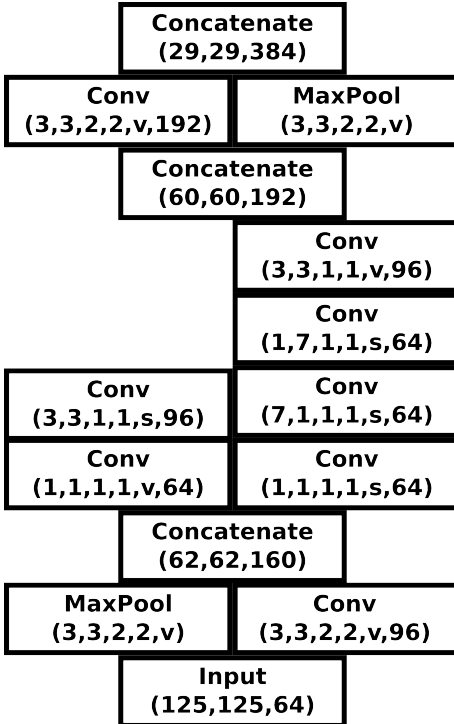 Concatenate
(29,29,384)
Conv
(3,3,2,2,v,192)
MaxPool
(3,3,2,2,v)
Concatenate
(60,60,192)
Conv
(3,3,1,1,v,96)
Conv
(1,7,1,1,s,64)
Conv
(3,3,1,1,s,96)
Conv
(7,1,1,1,s,64)
Conv
(1,1,1,1,v,64)
Conv
(1,1,1,1,s,64)
Concatenate
(62,62,160)
MaxPool
(3,3,2,2,v)
Conv
(3,3,2,2,v,96)
Input
(125,125,64)